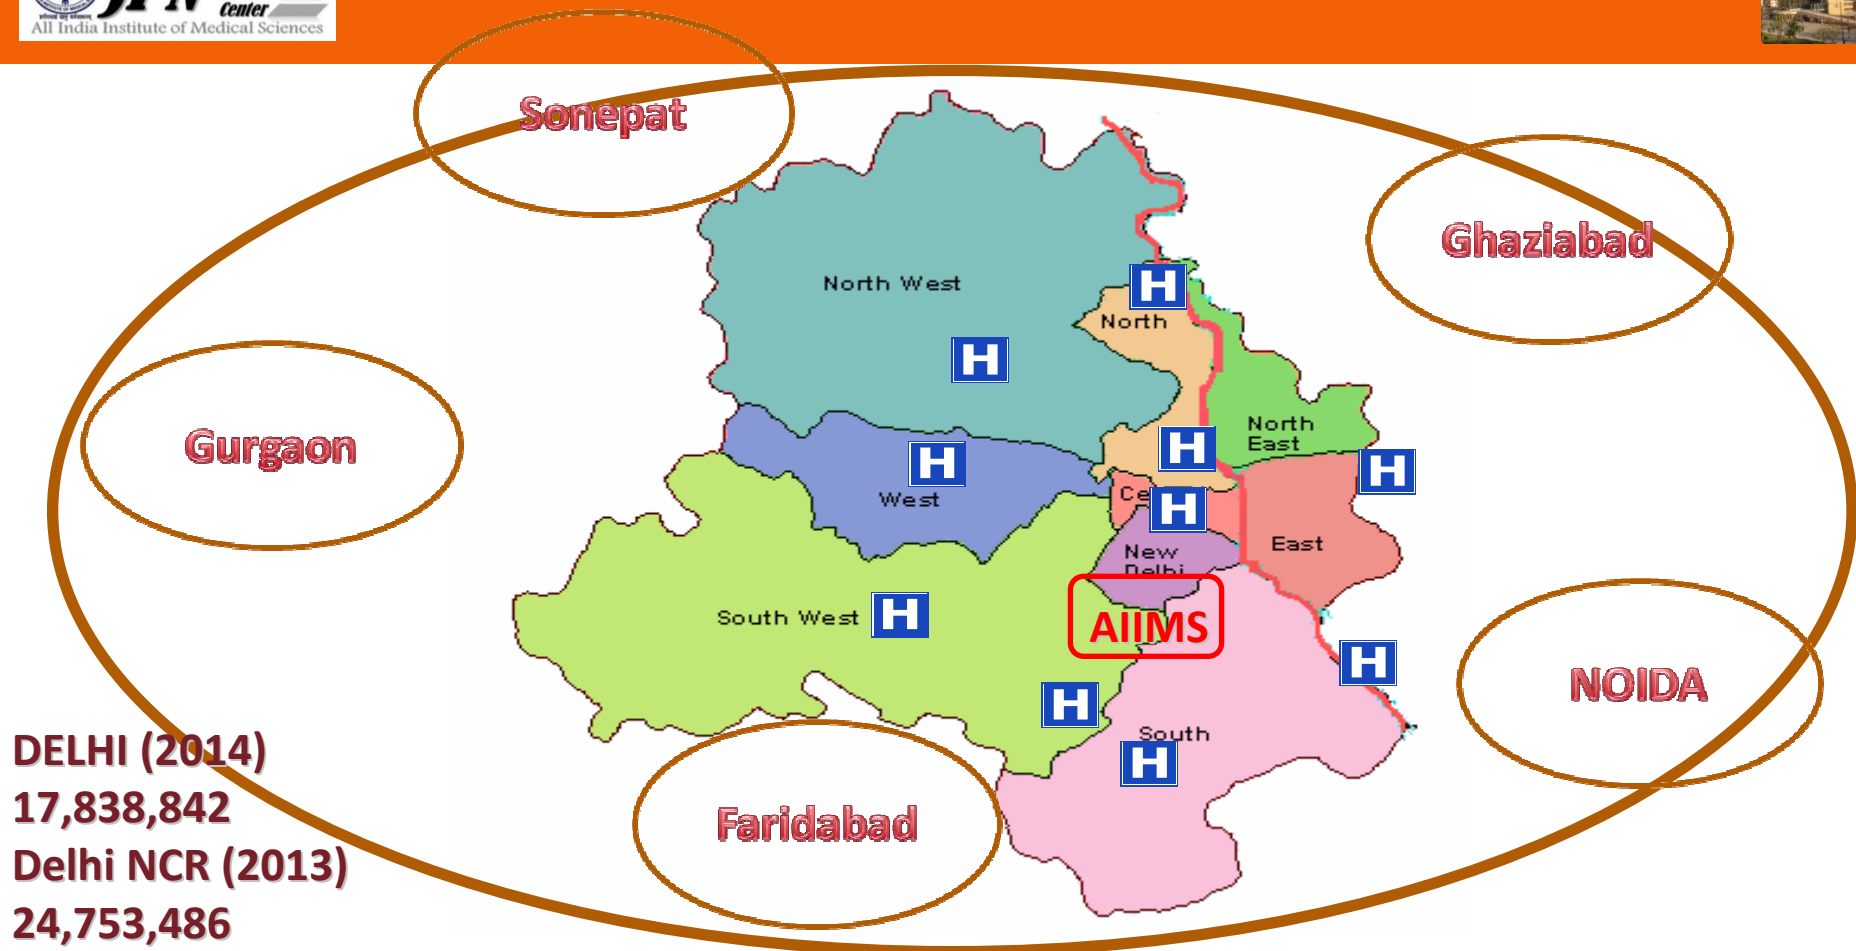 Center
All India Institute of Medical Sciences
Sonepat
Ghaziabad
North West
H
North
H
Gurgaon
North
East
H
H
H
West
Ce
H
New
Delhi
East
South West
H
AIIMS
H
NOIDA
H
South
H
Faridabad
DELHI (2014)
17,838,842
Delhi NCR (2013)
24,753,486